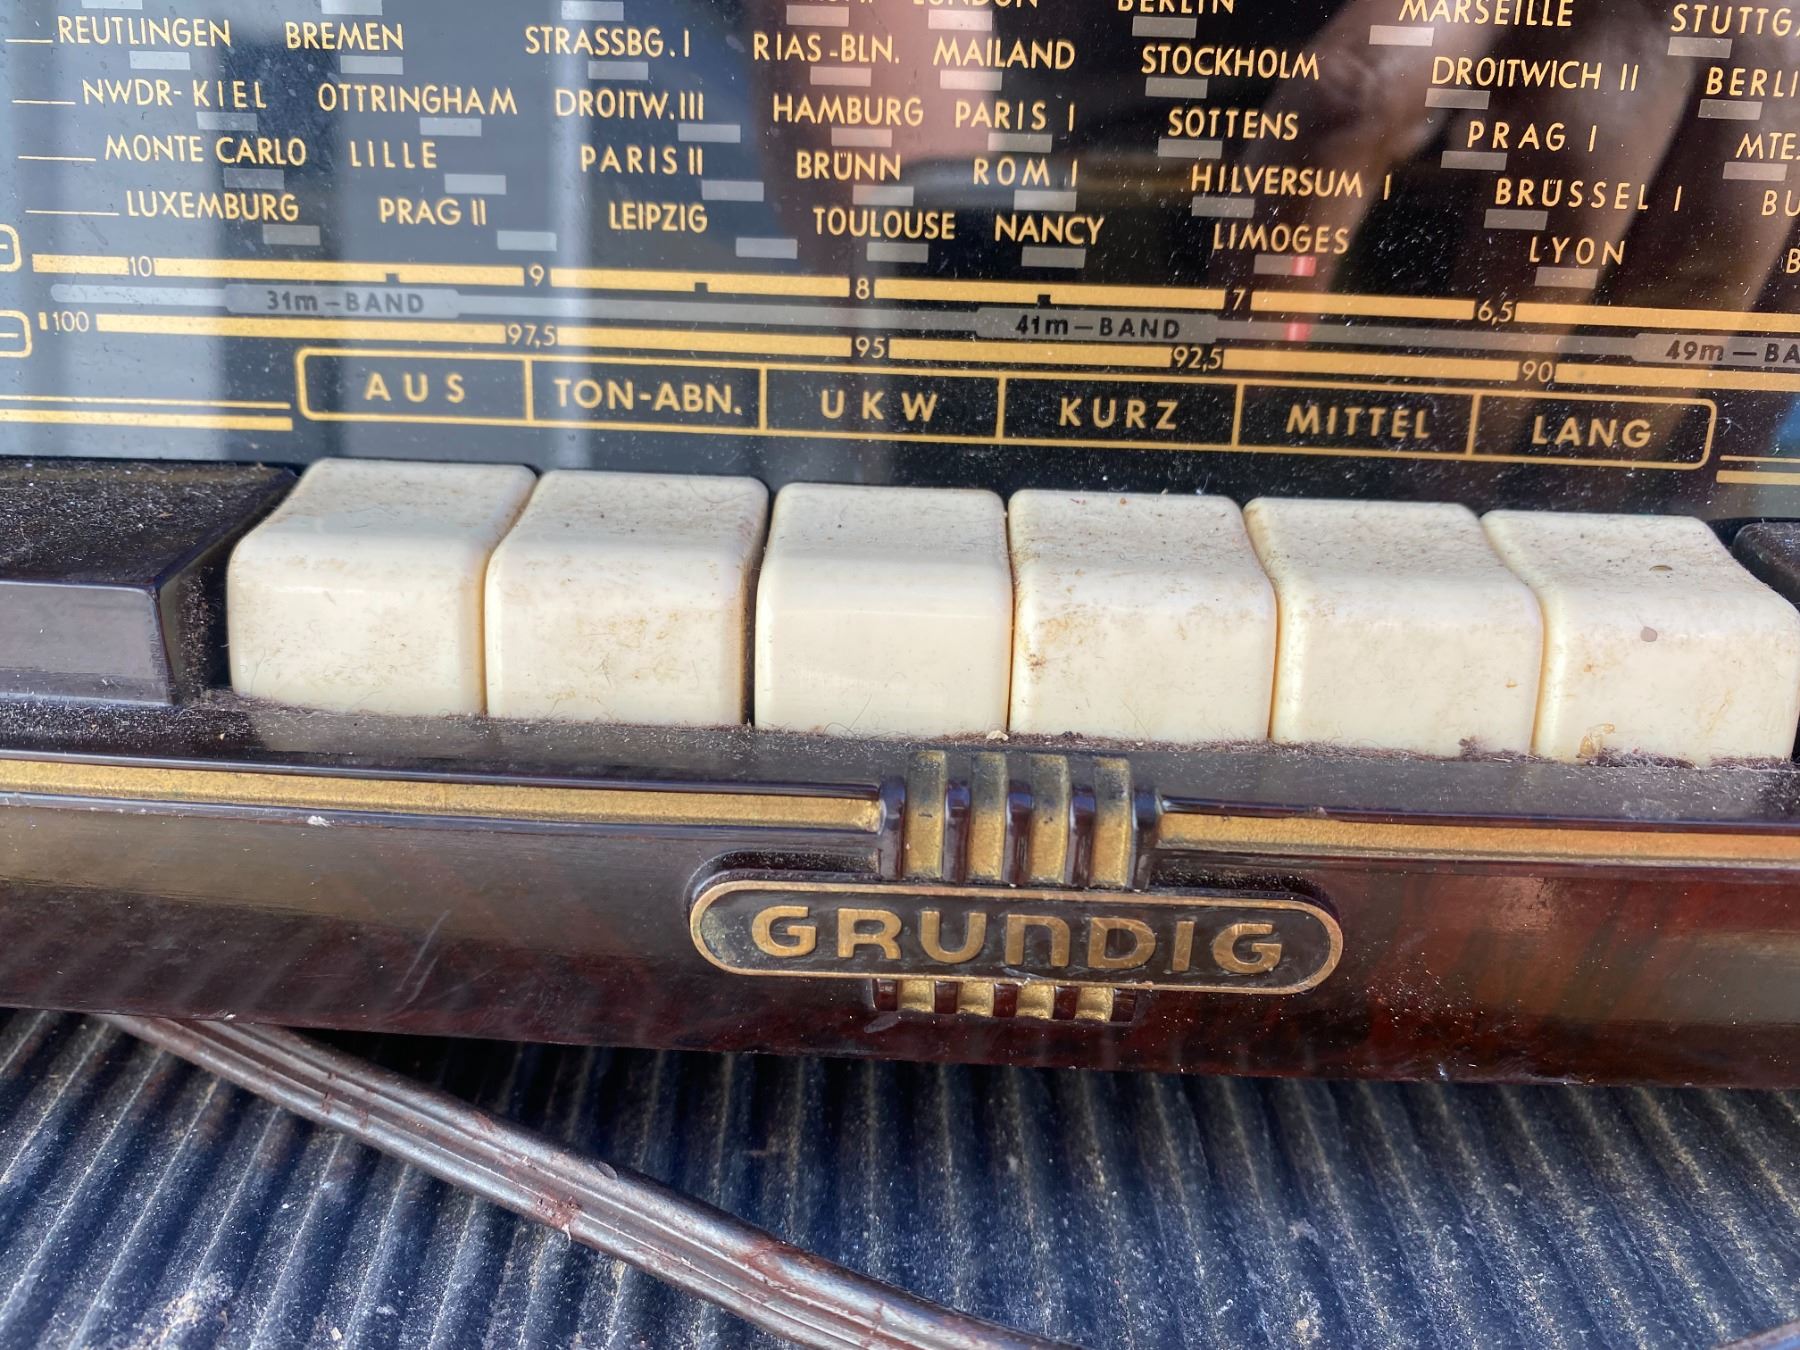 LONDON BERLIN MARSEILLE
REUTLINGEN BREMEN STRASSBG. I RIAS-BLN. MAILAND STOCKHOLM DROITWICH II
NWDR-KIEL OTTRINGHAM DROITW. III HAMBURG PARIS I SOTTENS PRAG I
MONTE CARLO LILLE PARIS II BRÜNN ROM I HILVERSUM I BRÜSSEL I
LUXEMBURG PRAG II LEIPZIG TOULOUSE NANCY LIMOGES LYON
10 9 8 7 6,5
31m-BAND 41m-BAND 49m-BA
100 97,5 95 92,5 90
AUS TON-ABN. UKW KURZ MITTEL LANG
GRUNDIG